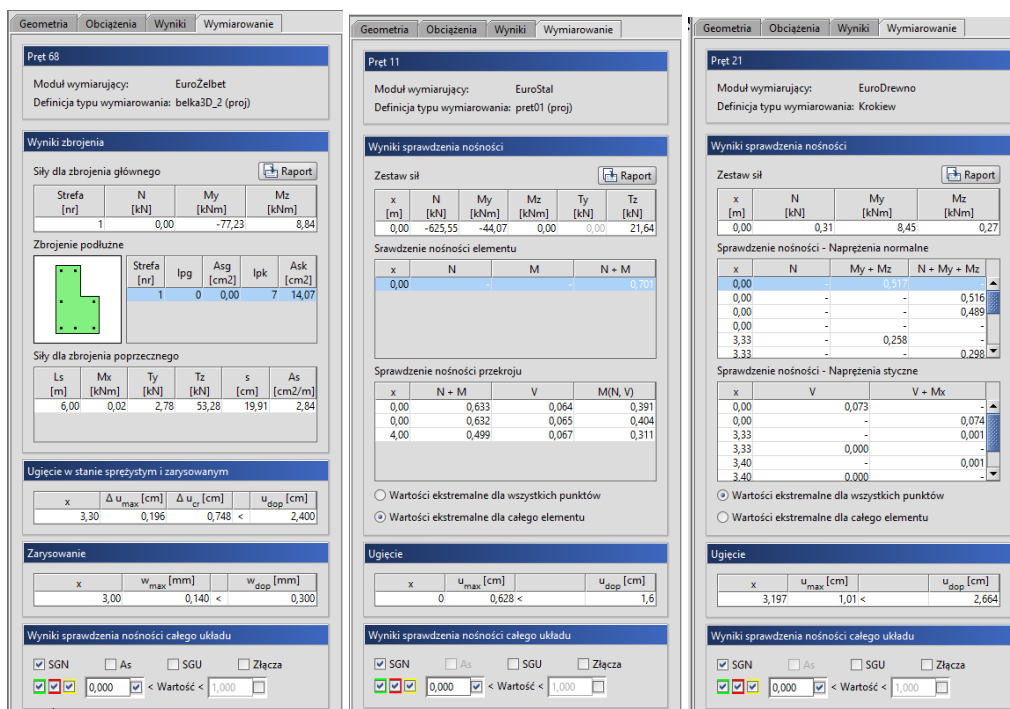 Geometria Obciążenia Wyniki Wymiarowanie
Pręt 68
Moduł wymiarujący: EuroŻelbet
Definicja typu wymiarowania: belka3D_2 (proj)
Wyniki zbrojenia
Siły dla zbrojenia głównego Raport
Strefa [nr] N [kN] My [kNm] Mz [kNm]
1 0,00 -77,23 8,84
Zbrojenie podłużne
Strefa [nr] lpg Asg [cm2] lpk Ask [cm2]
1 0 0,00 7 14,07
Siły dla zbrojenia poprzecznego
Ls [m] Mx [kNm] Ty [kN] Tz [kN] s [cm] As [cm2/m]
6,00 0,02 2,78 53,28 19,91 2,84
Ugięcie w stanie sprężystym i zarysowanym
x Δ umax [cm] Δ ucr [cm] udop [cm]
3,30 0,196 0,748 < 2,400
Zarysowanie
x wmax [mm] wdop [mm]
3,00 0,140 < 0,300
Wyniki sprawdzenia nośności całego układu
SGN As SGU Złącza
0,000 < Wartość < 1,000
Geometria Obciążenia Wyniki Wymiarowanie
Pręt 11
Moduł wymiarujący: EuroStal
Definicja typu wymiarowania: pret01 (proj)
Wyniki sprawdzenia nośności
Zestaw sił Raport
x [m] N [kN] My [kNm] Mz [kNm] Ty [kN] Tz [kN]
0,00 -625,55 -44,07 0,00 0,00 21,64
Srawdzenie nośności elementu
x N M N + M
0,00 - - 0,701
Sprawdzenie nośności przekroju
x N + M V M(N, V)
0,00 0,633 0,064 0,391
0,00 0,632 0,065 0,404
4,00 0,499 0,067 0,311
Wartości ekstremalne dla wszystkich punktów
Wartości ekstremalne dla całego elementu
Ugięcie
x umax [cm] udop [cm]
0 0,628 < 1,6
Wyniki sprawdzenia nośności całego układu
SGN As SGU Złącza
0,000 < Wartość < 1,000
Geometria Obciążenia Wyniki Wymiarowanie
Pręt 21
Moduł wymiarujący: EuroDrewno
Definicja typu wymiarowania: Krokiew
Wyniki sprawdzenia nośności
Zestaw sił Raport
x [m] N [kN] My [kNm] Mz [kNm]
0,00 0,31 8,45 0,27
Sprawdzenie nośności - Naprężenia normalne
x N My + Mz N + My + Mz
0,00 - 0,517 -
0,00 - - 0,516
0,00 - - 0,489
0,00 - - -
3,33 - 0,258 -
3,33 - - 0,298
Sprawdzenie nośności - Naprężenia styczne
x V V + Mx
0,00 0,073 -
0,00 - 0,074
3,33 - 0,001
3,33 0,000 -
3,40 - 0,001
3,40 0,000 -
Wartości ekstremalne dla wszystkich punktów
Wartości ekstremalne dla całego elementu
Ugięcie
x umax [cm] udop [cm]
3,197 1,01 < 2,664
Wyniki sprawdzenia nośności całego układu
SGN As SGU Złącza
0,000 < Wartość < 1,000